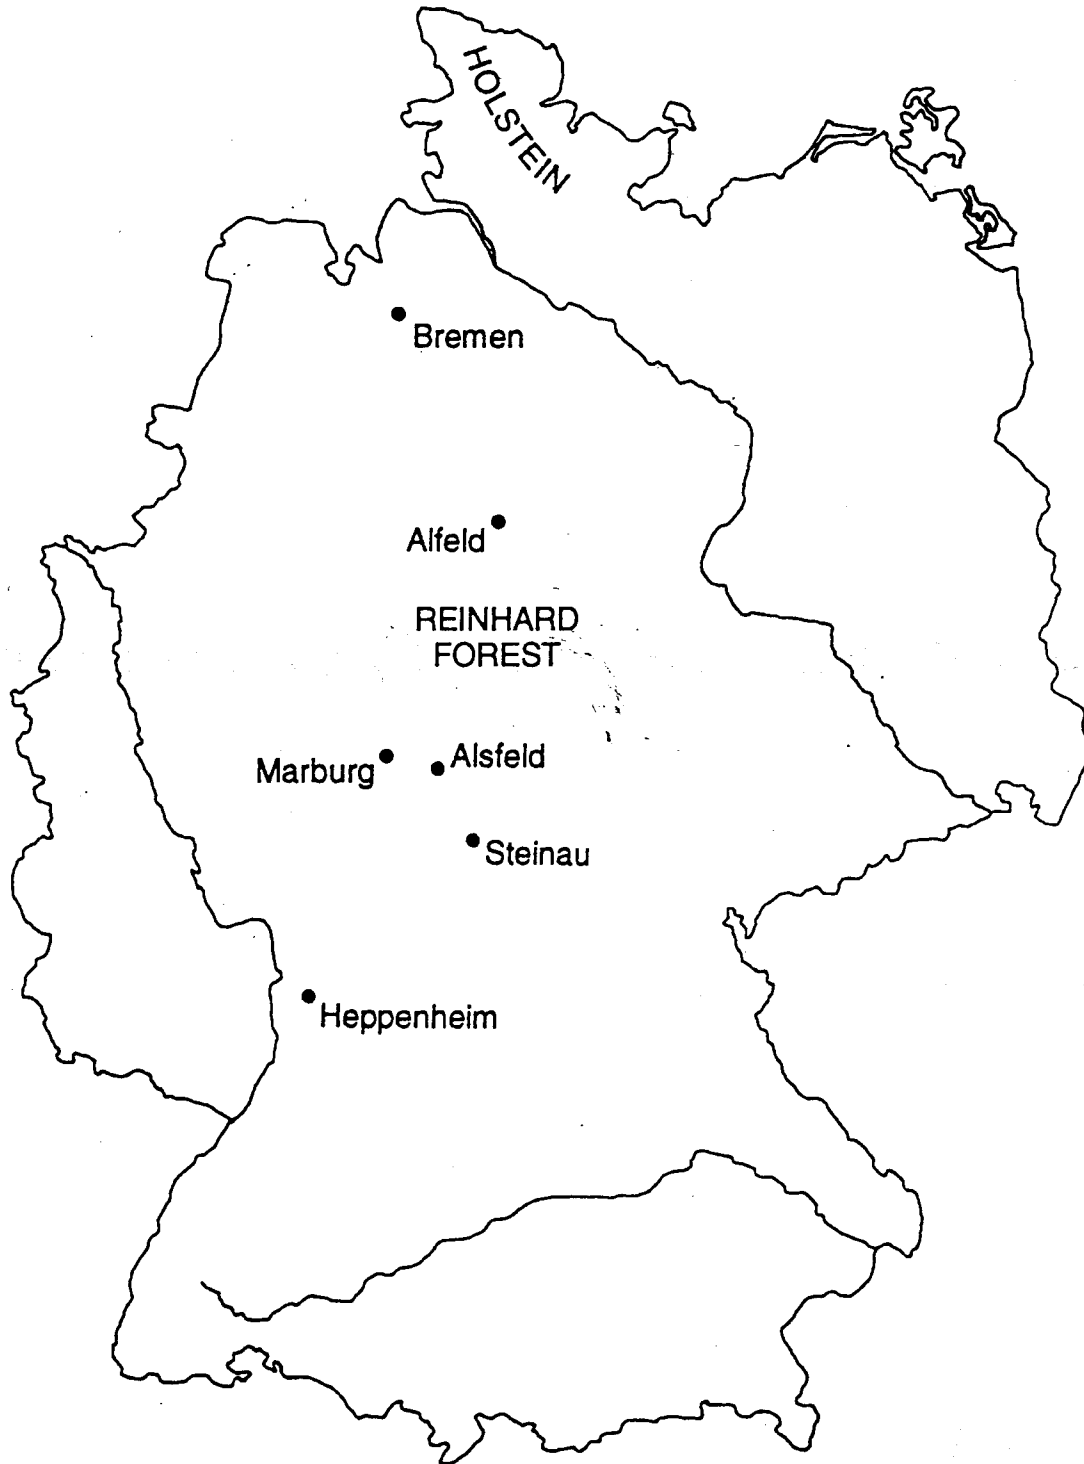 HOLSTEIN
Bremen
Alfeld
REINHARD
FOREST
Marburg
Alsfeld
Steinau
Heppenheim